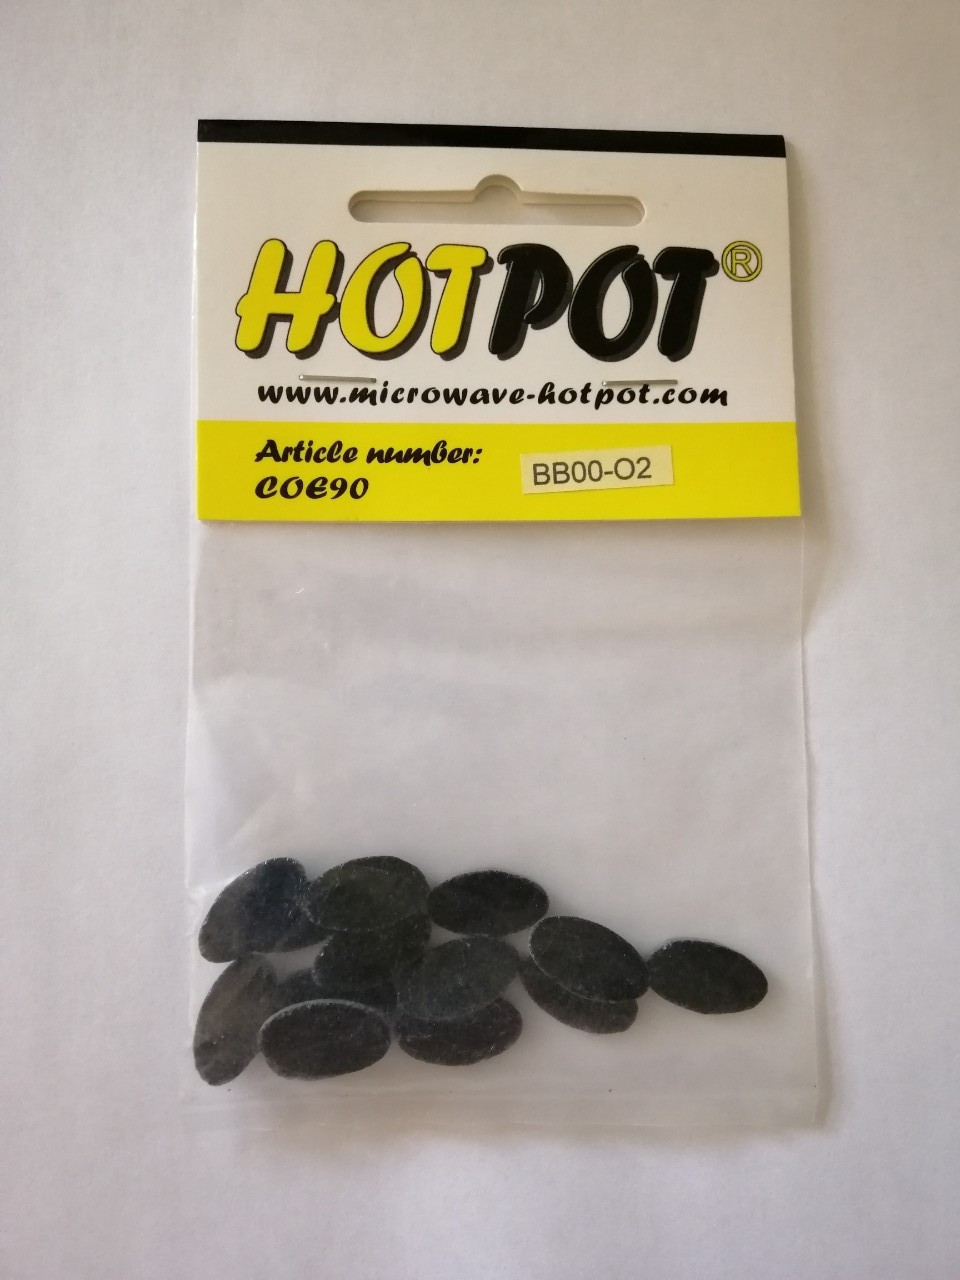 HOTPOT®
www.microwave-hotpot.com
Article number:
COE90
BB00-O2